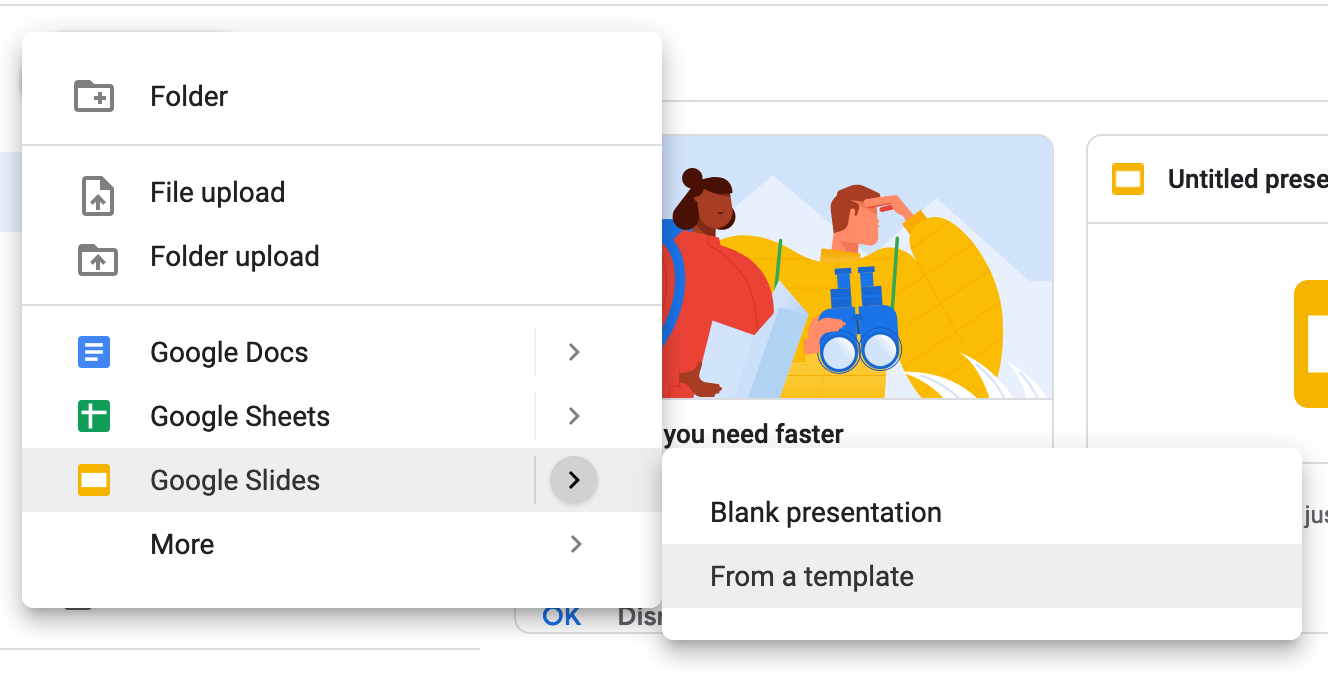 Folder
File upload
Folder upload
Google Docs
Google Sheets
Google Slides
More
Untitled prese
you need faster
Blank presentation
From a template
jus
OK
Disn